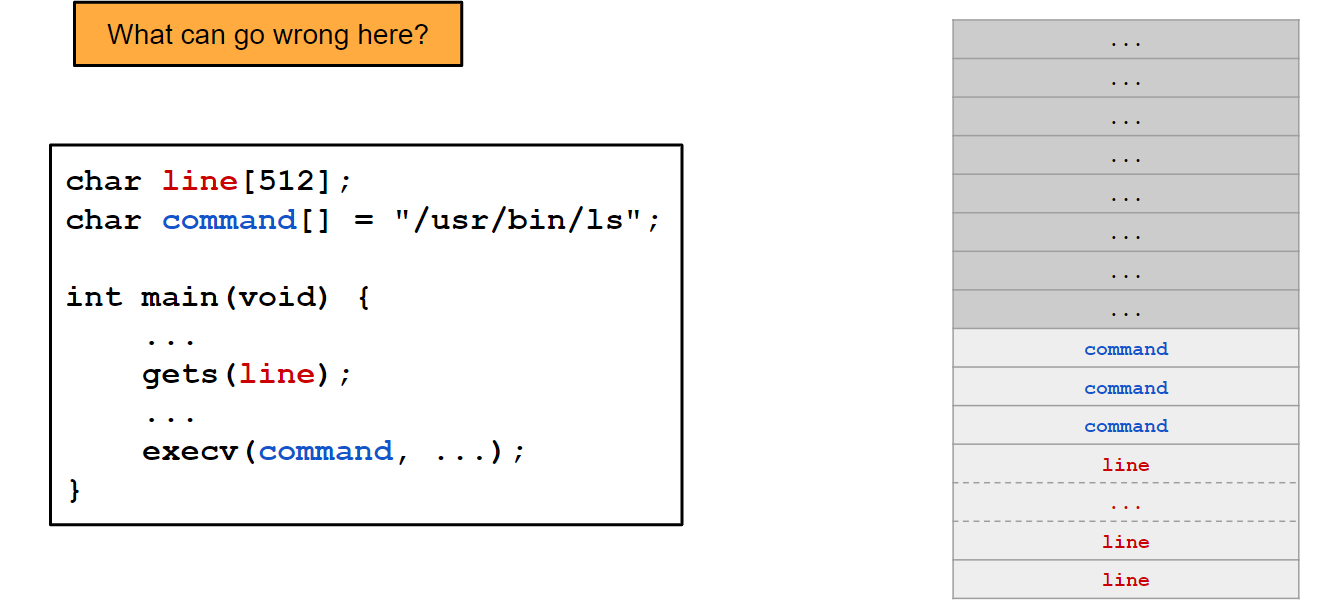 What can go wrong here?
char line[512];
char command[] = "/usr/bin/ls";
int main(void) {
...
gets(line);
...
execv(command, ...);
}
...
...
...
...
...
...
...
...
command
command
command
line
...
line
line